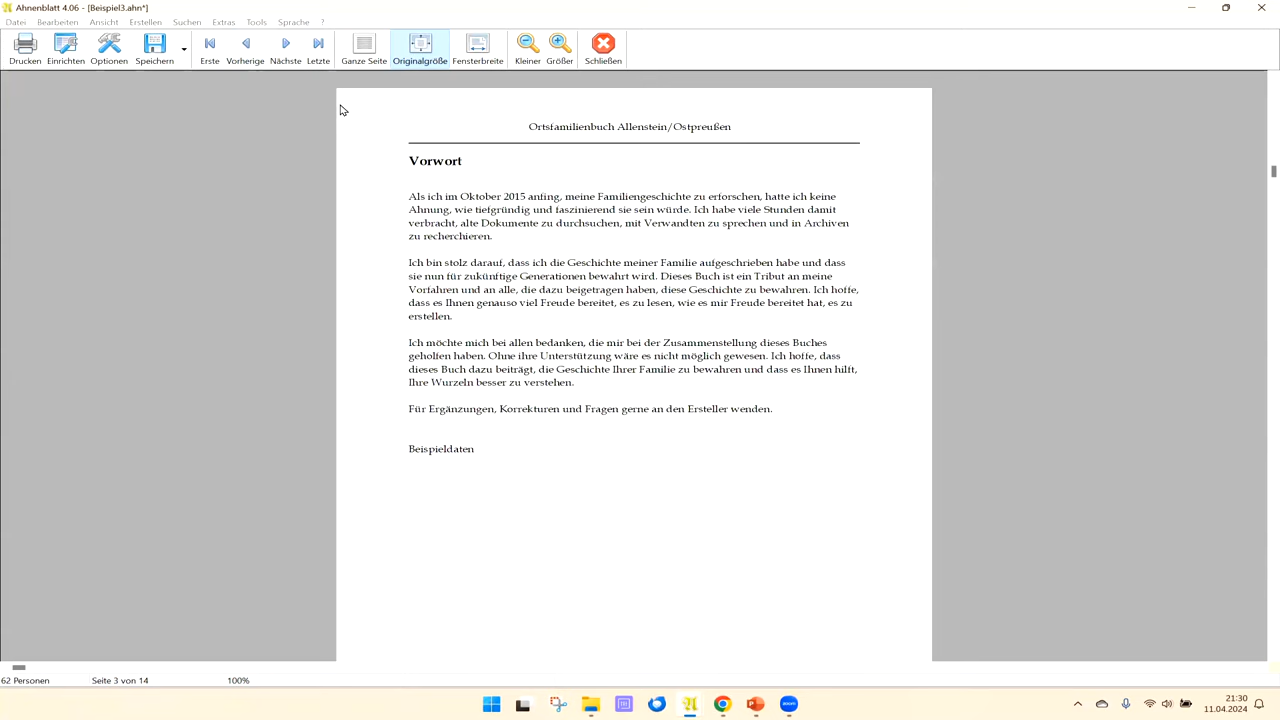 Ahnenblatt 4.06 - [Beispiel3.ahn*]
Datei Bearbeiten Ansicht Erstellen Suchen Extras Tools Sprache ?
Drucken Einrichten Optionen Speichern Erste Vorherige Nächste Letzte Ganze Seite Originalgröße Fensterbreite Kleiner Größer Schließen
Ortsfamilienbuch Allenstein/Ostpreußen
Vorwort
Als ich im Oktober 2015 anfing, meine Familiengeschichte zu erforschen, hatte ich keine
Ahnung, wie tiefgründig und faszinierend sie sein würde. Ich habe viele Stunden damit
verbracht, alte Dokumente zu durchsuchen, mit Verwandten zu sprechen und in Archiven
zu recherchieren.
Ich bin stolz darauf, dass ich die Geschichte meiner Familie aufgeschrieben habe und dass
sie nun für zukünftige Generationen bewahrt wird. Dieses Buch ist ein Tribut an meine
Vorfahren und an alle, die dazu beigetragen haben, diese Geschichte zu bewahren. Ich hoffe,
dass es Ihnen genauso viel Freude bereitet, es zu lesen, wie es mir Freude bereitet hat, es zu
erstellen.
Ich möchte mich bei allen bedanken, die mir bei der Zusammenstellung dieses Buches
geholfen haben. Ohne ihre Unterstützung wäre es nicht möglich gewesen. Ich hoffe, dass
dieses Buch dazu beiträgt, die Geschichte Ihrer Familie zu bewahren und dass es Ihnen hilft,
Ihre Wurzeln besser zu verstehen.
Für Ergänzungen, Korrekturen und Fragen gerne an den Ersteller wenden.
Beispieldaten
62 Personen Seite 3 von 14 100%
zoom
21:30
11.04.2024